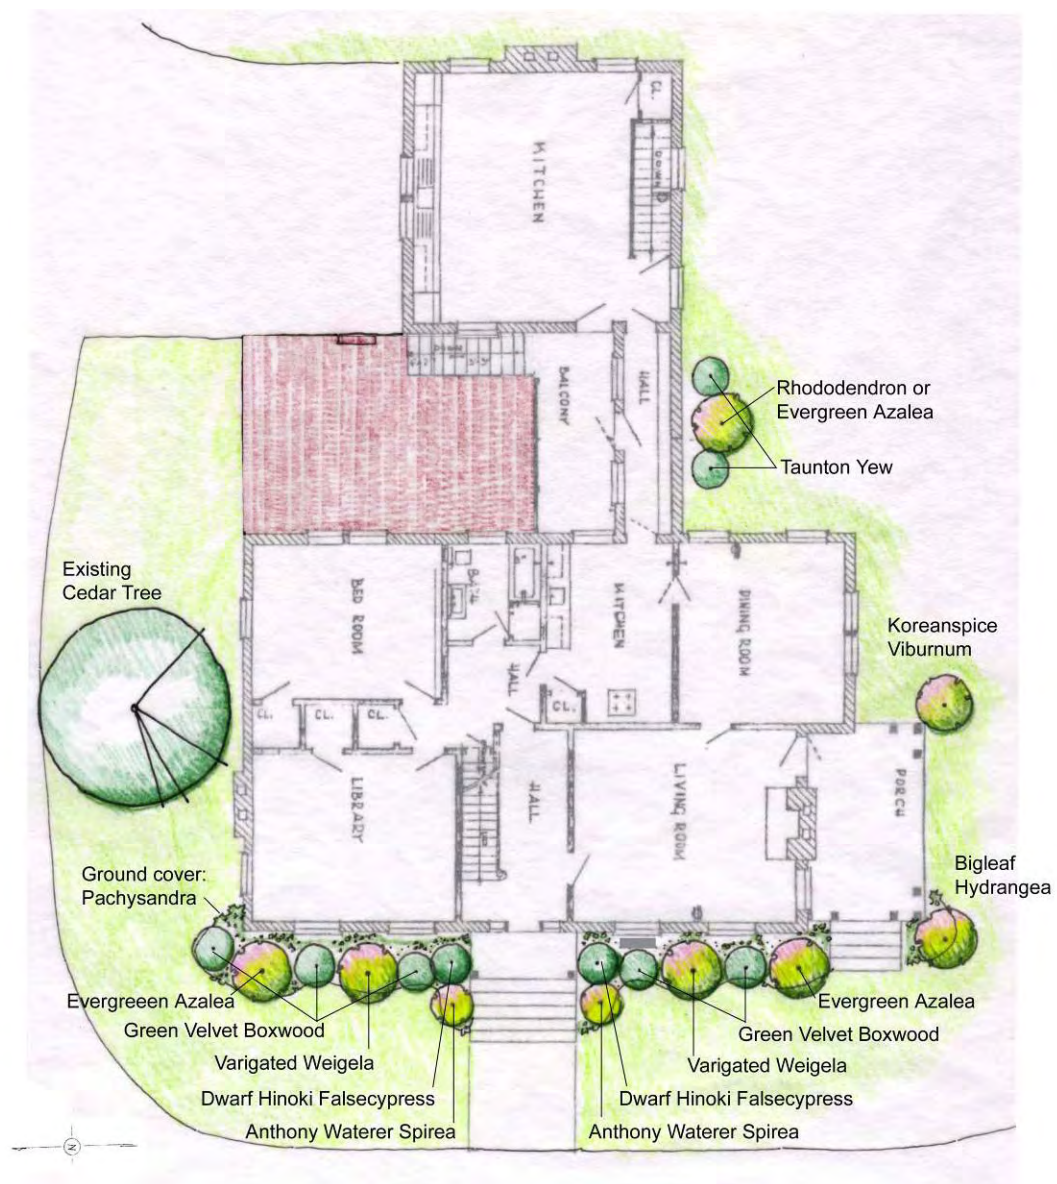 CL.
KITCHEN
DOWN
DOWN
BALCONY
HALL
Rhododendron or
Evergreen Azalea
Taunton Yew
Existing
Cedar Tree
BED ROOM
Bath
HALL
KITCHEN
DINING ROOM
Koreanspice
Viburnum
CL.
CL.
CL.
CL.
LIBRARY
HALL
LIVING ROOM
PORCH
Ground cover:
Pachysandra
Bigleaf
Hydrangea
Evergreeen Azalea
Evergreen Azalea
Green Velvet Boxwood
Green Velvet Boxwood
Varigated Weigela
Varigated Weigela
Dwarf Hinoki Falsecypress
Dwarf Hinoki Falsecypress
Anthony Waterer Spirea
Anthony Waterer Spirea
N